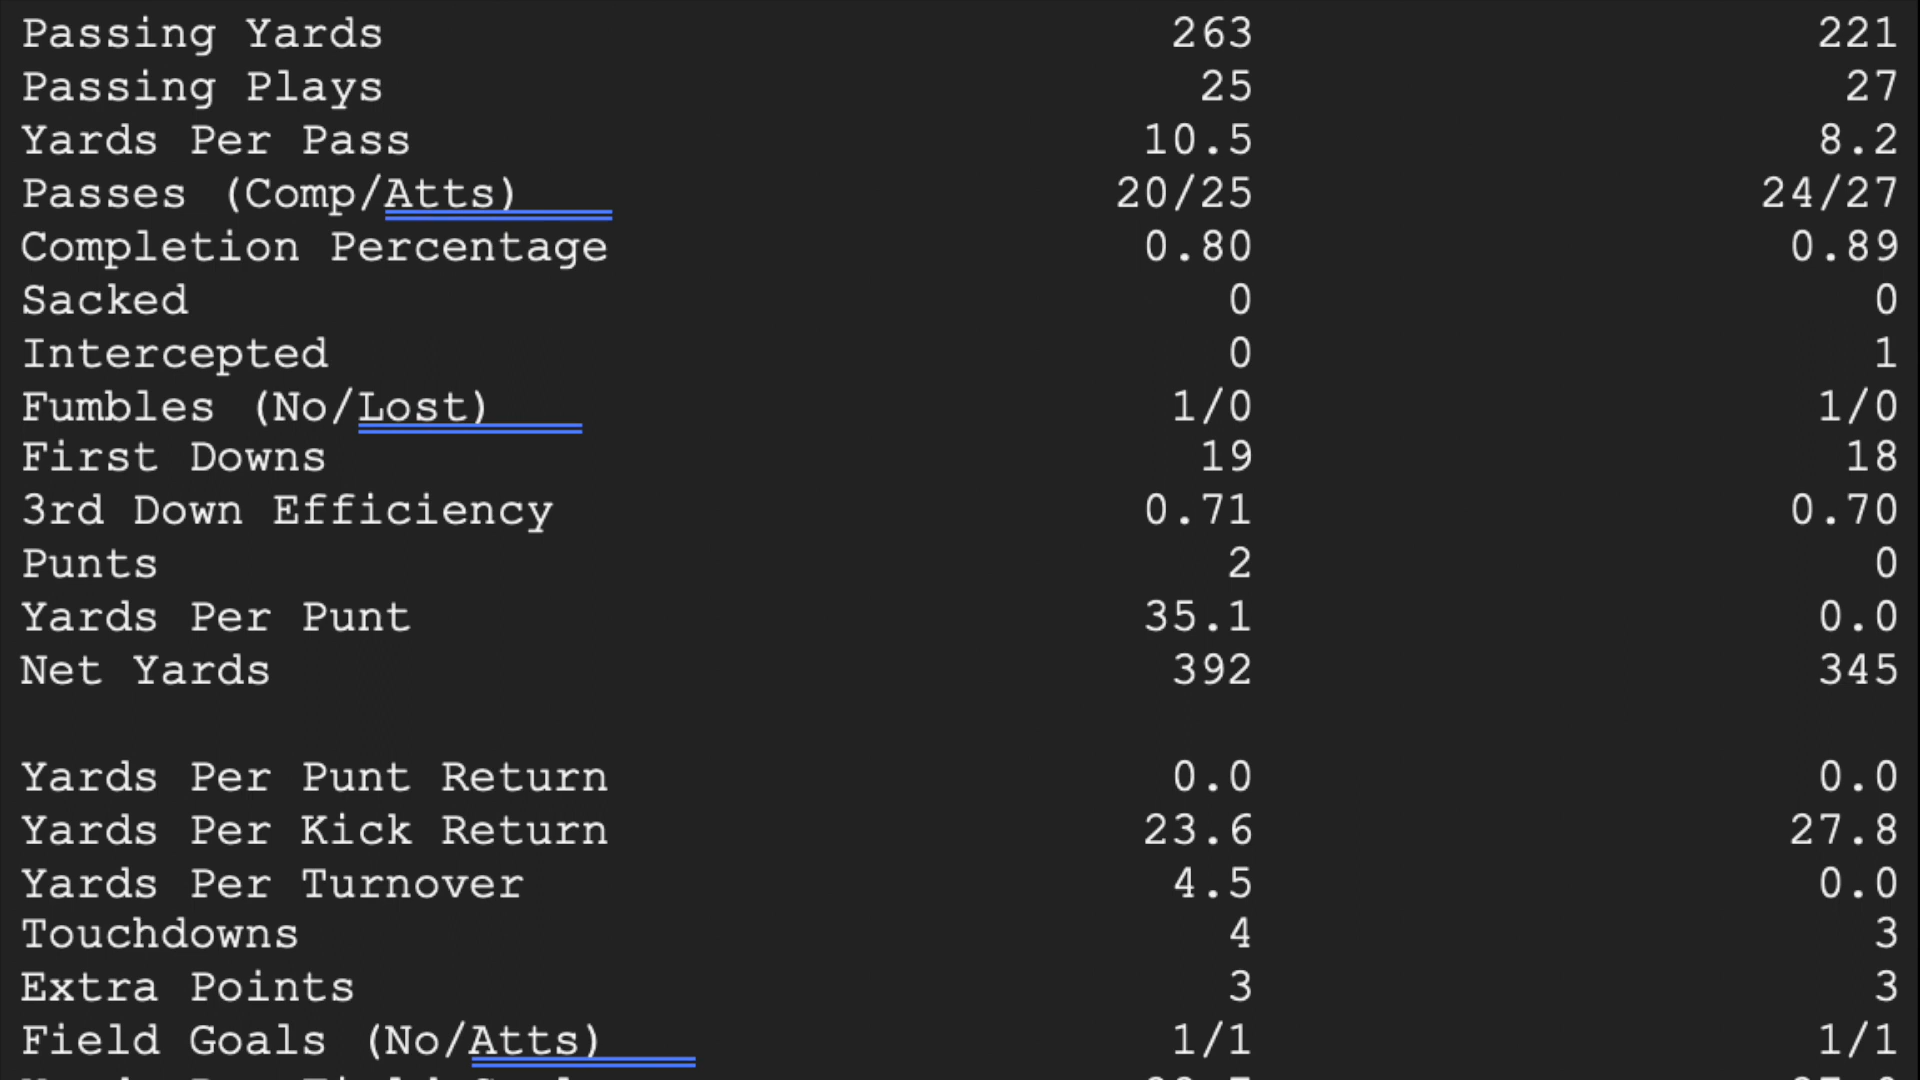 Passing Yards 263 221
Passing Plays 25 27
Yards Per Pass 10.5 8.2
Passes (Comp/Atts) 20/25 24/27
Completion Percentage 0.80 0.89
Sacked 0 0
Intercepted 0 1
Fumbles (No/Lost) 1/0 1/0
First Downs 19 18
3rd Down Efficiency 0.71 0.70
Punts 2 0
Yards Per Punt 35.1 0.0
Net Yards 392 345
Yards Per Punt Return 0.0 0.0
Yards Per Kick Return 23.6 27.8
Yards Per Turnover 4.5 0.0
Touchdowns 4 3
Extra Points 3 3
Field Goals (No/Atts) 1/1 1/1